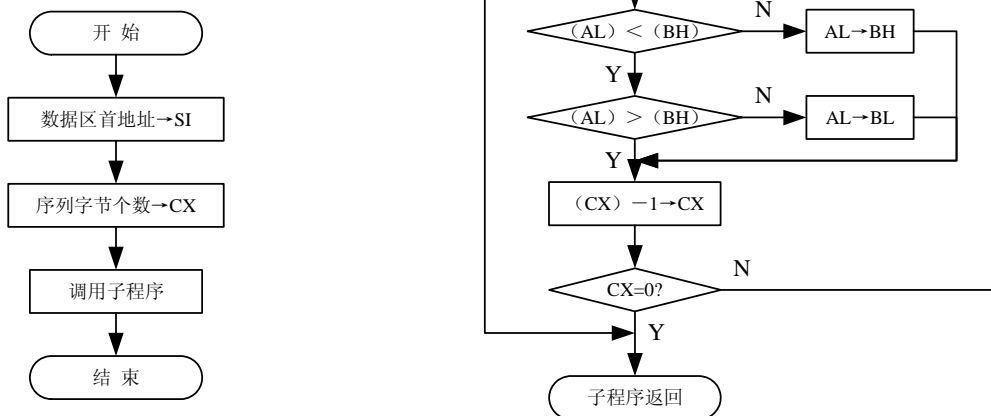 开 始
数据区首地址→SI
序列字节个数→CX
调用子程序
结 束
（AL）＜（BH）
N
AL→BH
Y
（AL）＞（BH）
N
AL→BL
Y
（CX）－1→CX
CX=0?
N
Y
子程序返回